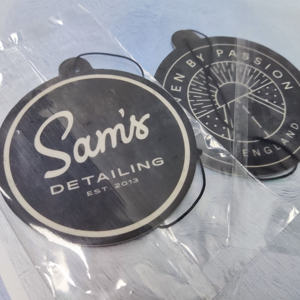 Sam's
DETAILING
EST. 2013
VEN BY PASSION
ENGLAND